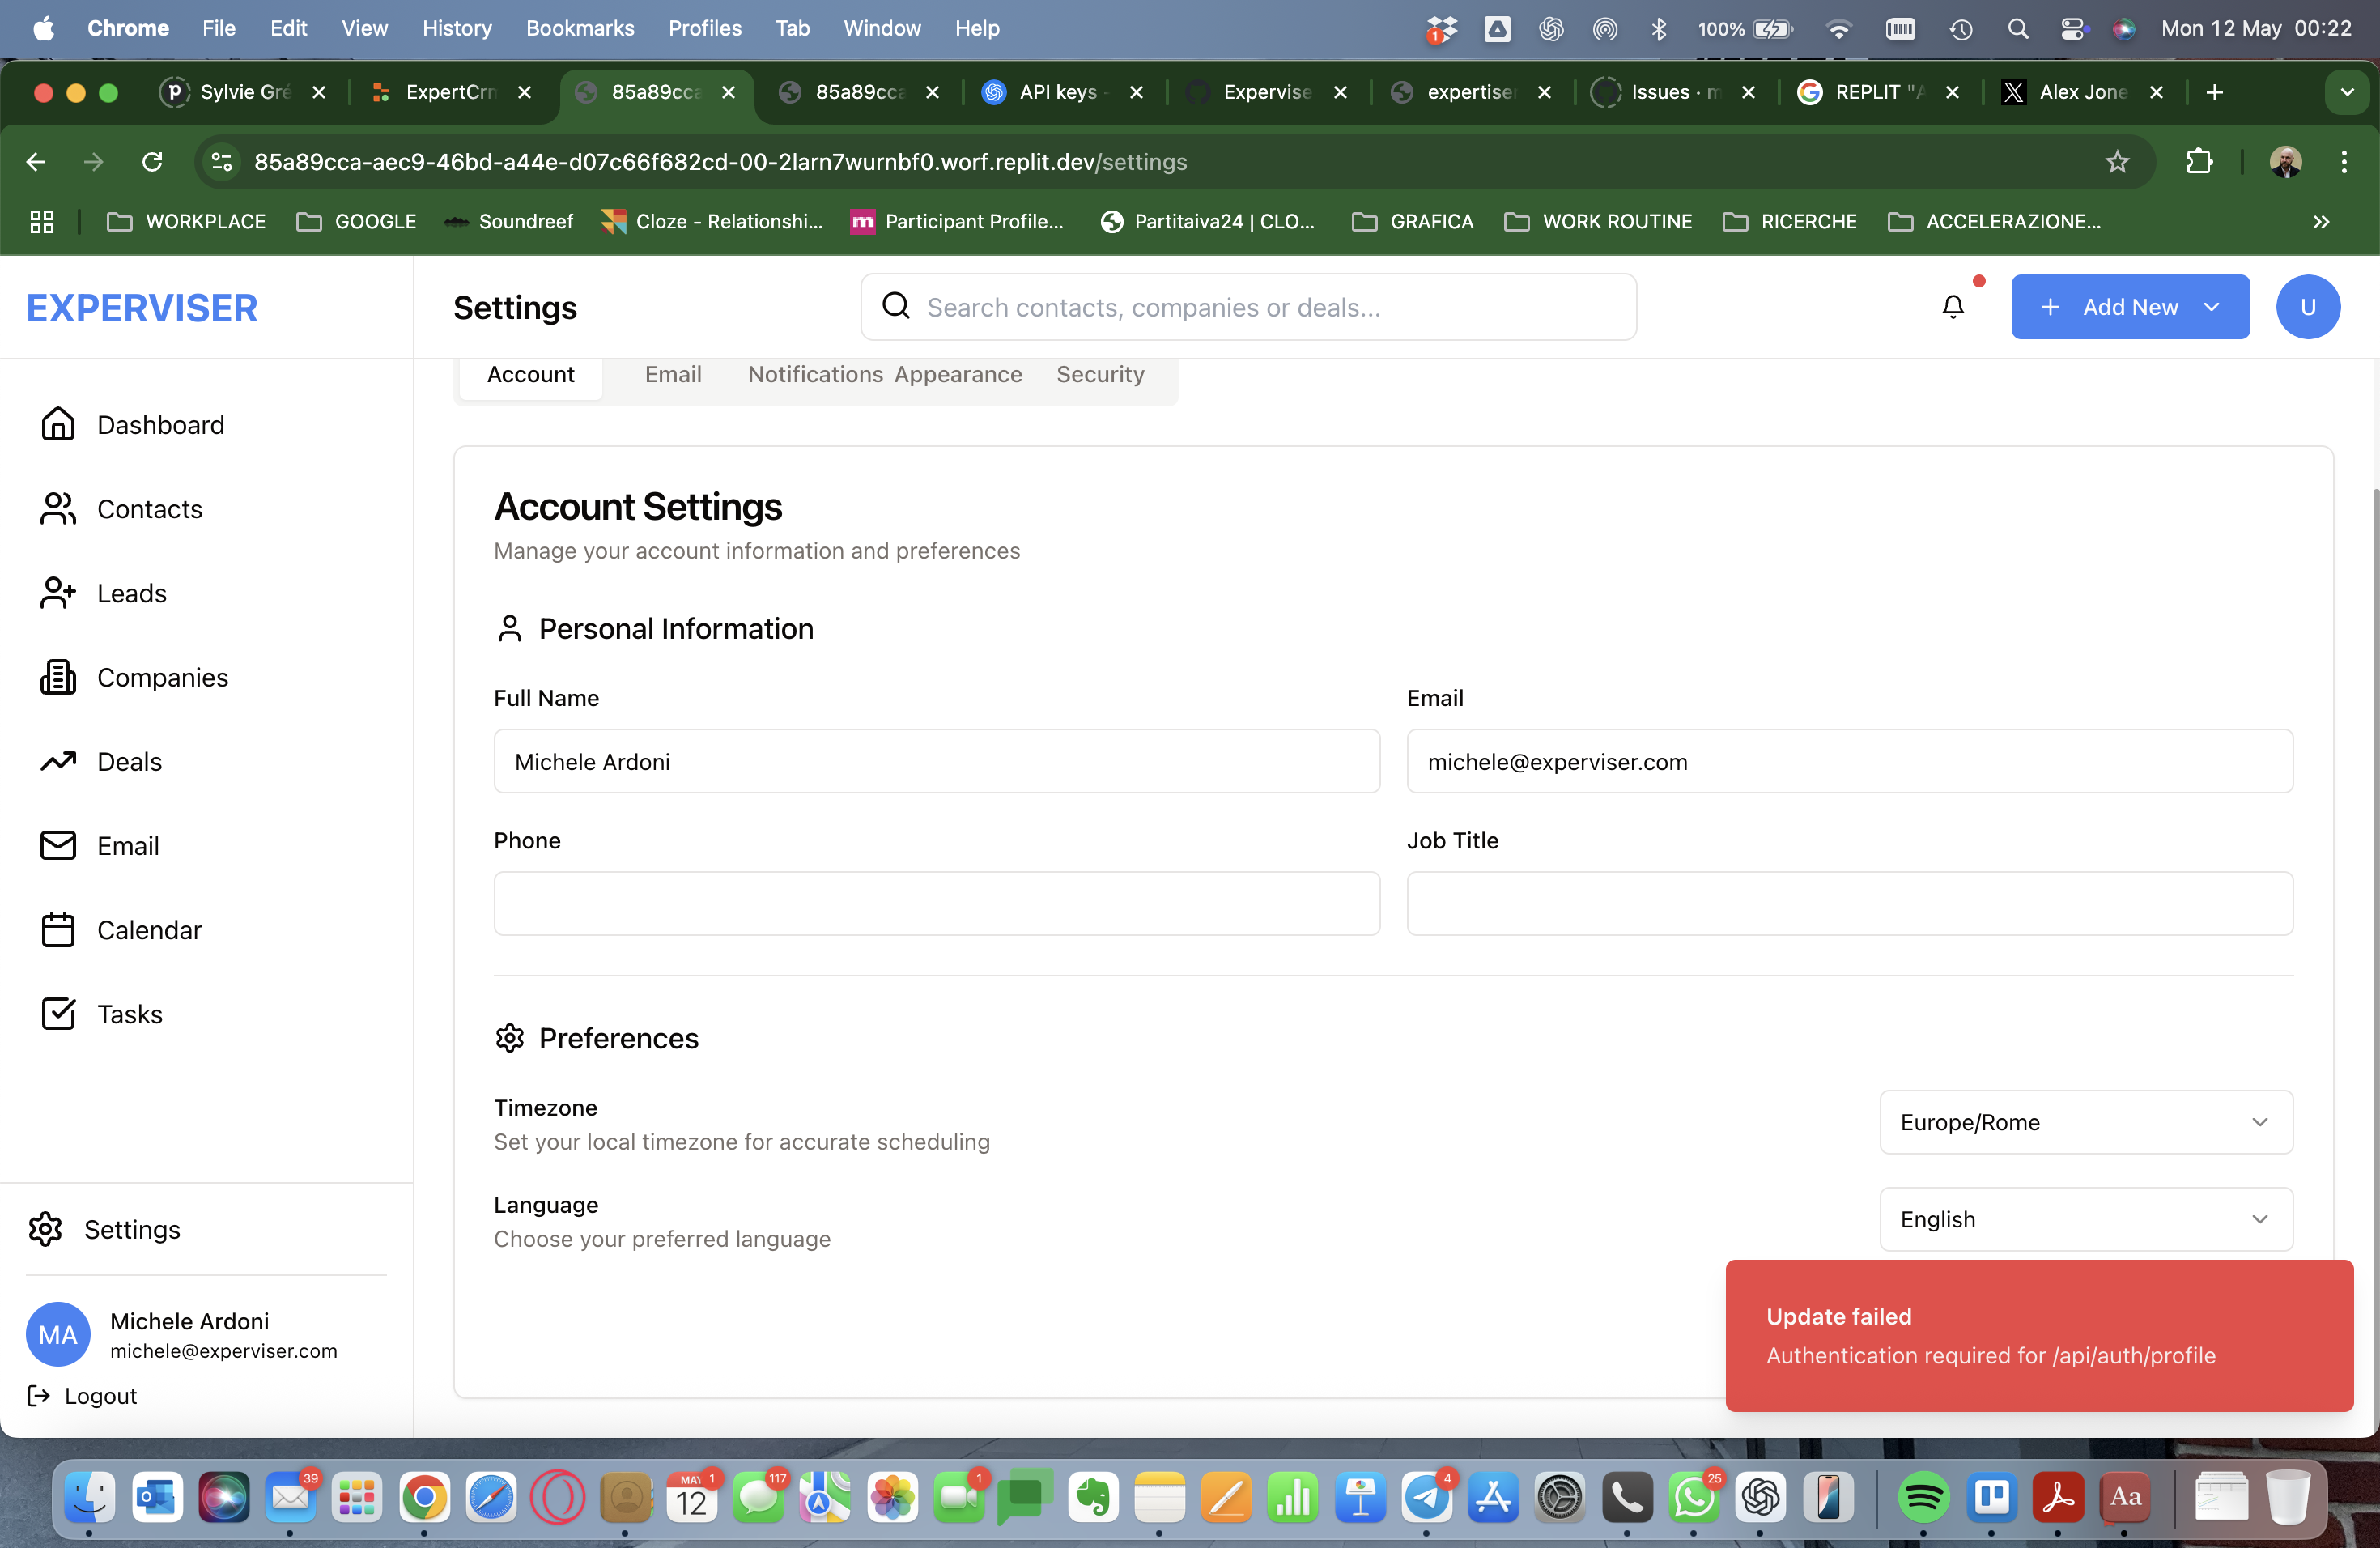 Chrome File Edit View History Bookmarks Profiles Tab Window Help 1 100% Mon 12 May 00:22
Sylvie Gré ExpertCrm 85a89cca 85a89cca API keys - Expervise expertiser Issues · m REPLIT "A Alex Jone
85a89cca-aec9-46bd-a44e-d07c66f682cd-00-2larn7wurnbf0.worf.replit.dev/settings
WORKPLACE GOOGLE Soundreef Cloze - Relationshi... Participant Profile... Partitaiva24 | CLO... GRAFICA WORK ROUTINE RICERCHE ACCELERAZIONE...
EXPERVISER
Settings
Search contacts, companies or deals...
Add New
U
Dashboard
Contacts
Leads
Companies
Deals
Email
Calendar
Tasks
Settings
MA
Michele Ardoni
michele@experviser.com
Logout
Account Email Notifications Appearance Security
Account Settings
Manage your account information and preferences
Personal Information
Full Name
Michele Ardoni
Email
michele@experviser.com
Phone
Job Title
Preferences
Timezone
Set your local timezone for accurate scheduling
Europe/Rome
Language
Choose your preferred language
English
Update failed
Authentication required for /api/auth/profile
39 MAY 12 1 117 1 4 25 Aa